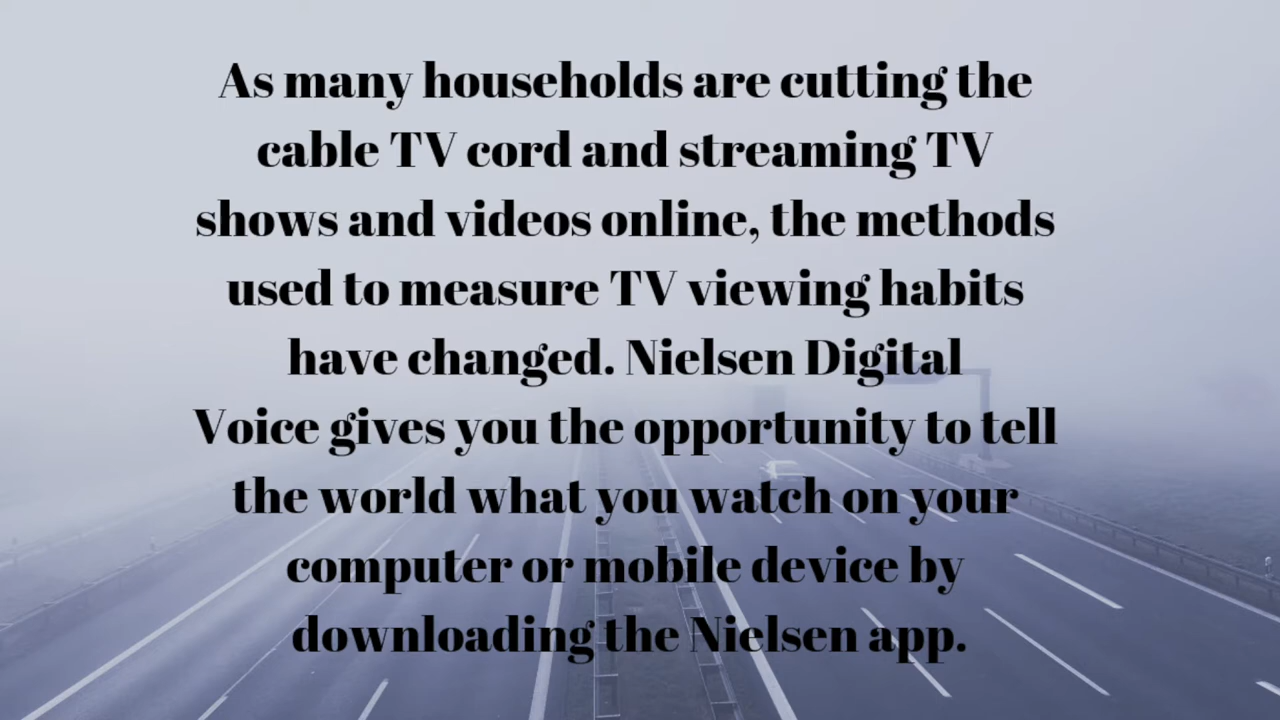 As many households are cutting the
cable TV cord and streaming TV
shows and videos online, the methods
used to measure TV viewing habits
have changed. Nielsen Digital
Voice gives you the opportunity to tell
the world what you watch on your
computer or mobile device by
downloading the Nielsen app.